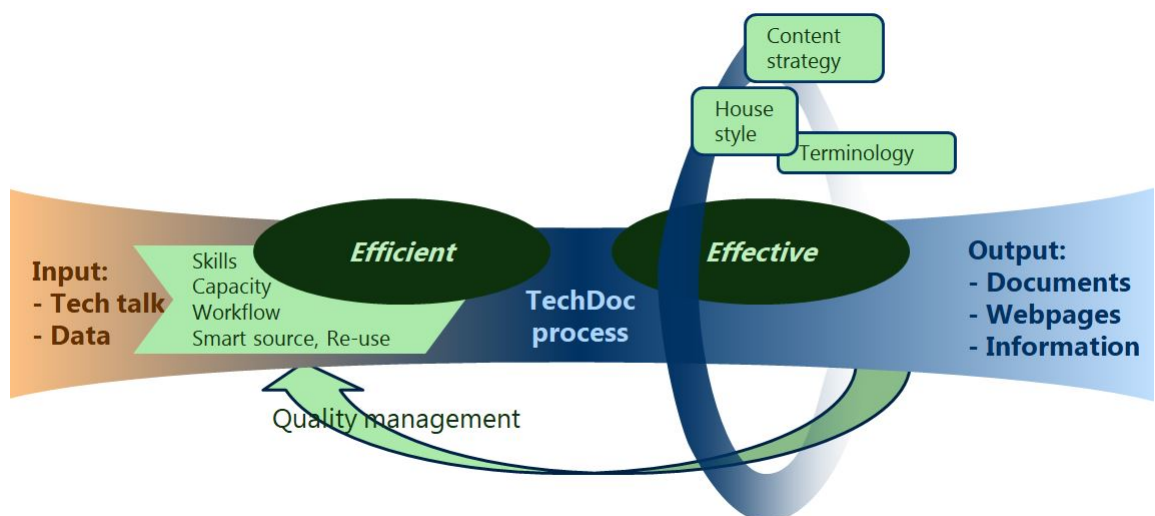 Content
strategy
House
style
Terminology
Efficient
Effective
Input:
- Tech talk
- Data
Skills
Capacity
Workflow
Smart source, Re-use
TechDoc
process
Output:
- Documents
- Webpages
- Information
Quality management